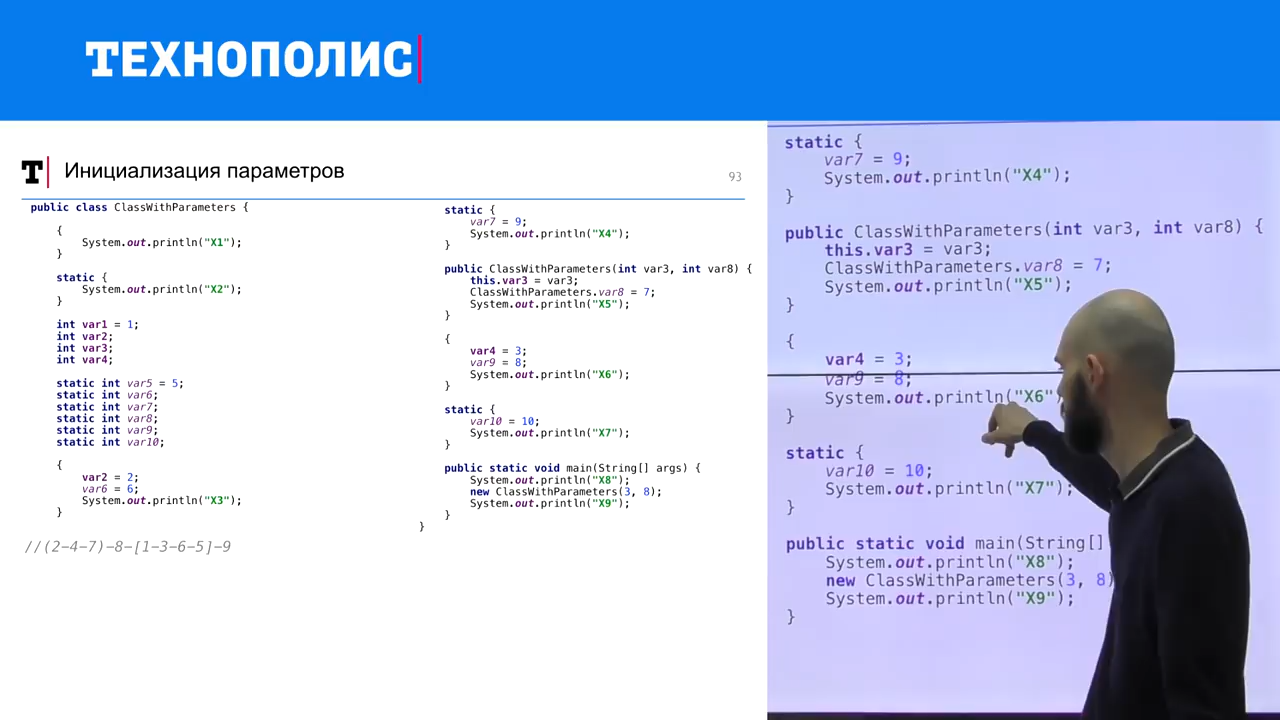 ТЕХНОПОЛИС
T Инициализация параметров
93
public class ClassWithParameters {
{
System.out.println("X1");
}
static {
System.out.println("X2");
}
int var1 = 1;
int var2;
int var3;
int var4;
static int var5 = 5;
static int var6;
static int var7;
static int var8;
static int var9;
static int var10;
{
var2 = 2;
var6 = 6;
System.out.println("X3");
}
//(2-4-7)-8-[1-3-6-5]-9
static {
var7 = 9;
System.out.println("X4");
}
public ClassWithParameters(int var3, int var8) {
this.var3 = var3;
ClassWithParameters.var8 = 7;
System.out.println("X5");
}
{
var4 = 3;
var9 = 8;
System.out.println("X6");
}
static {
var10 = 10;
System.out.println("X7");
}
public static void main(String[] args) {
System.out.println("X8");
new ClassWithParameters(3, 8);
System.out.println("X9");
}
}
static {
var7 = 9;
System.out.println("X4");
}
public ClassWithParameters(int var3, int var8) {
this.var3 = var3;
ClassWithParameters.var8 = 7;
System.out.println("X5");
}
{
var4 = 3;
var9 = 8;
System.out.println("X6"
}
static {
var10 = 10;
System.out.println("X7");
}
public static void main(String[]
System.out.println("X8");
new ClassWithParameters(3, 8)
System.out.println("X9");
}